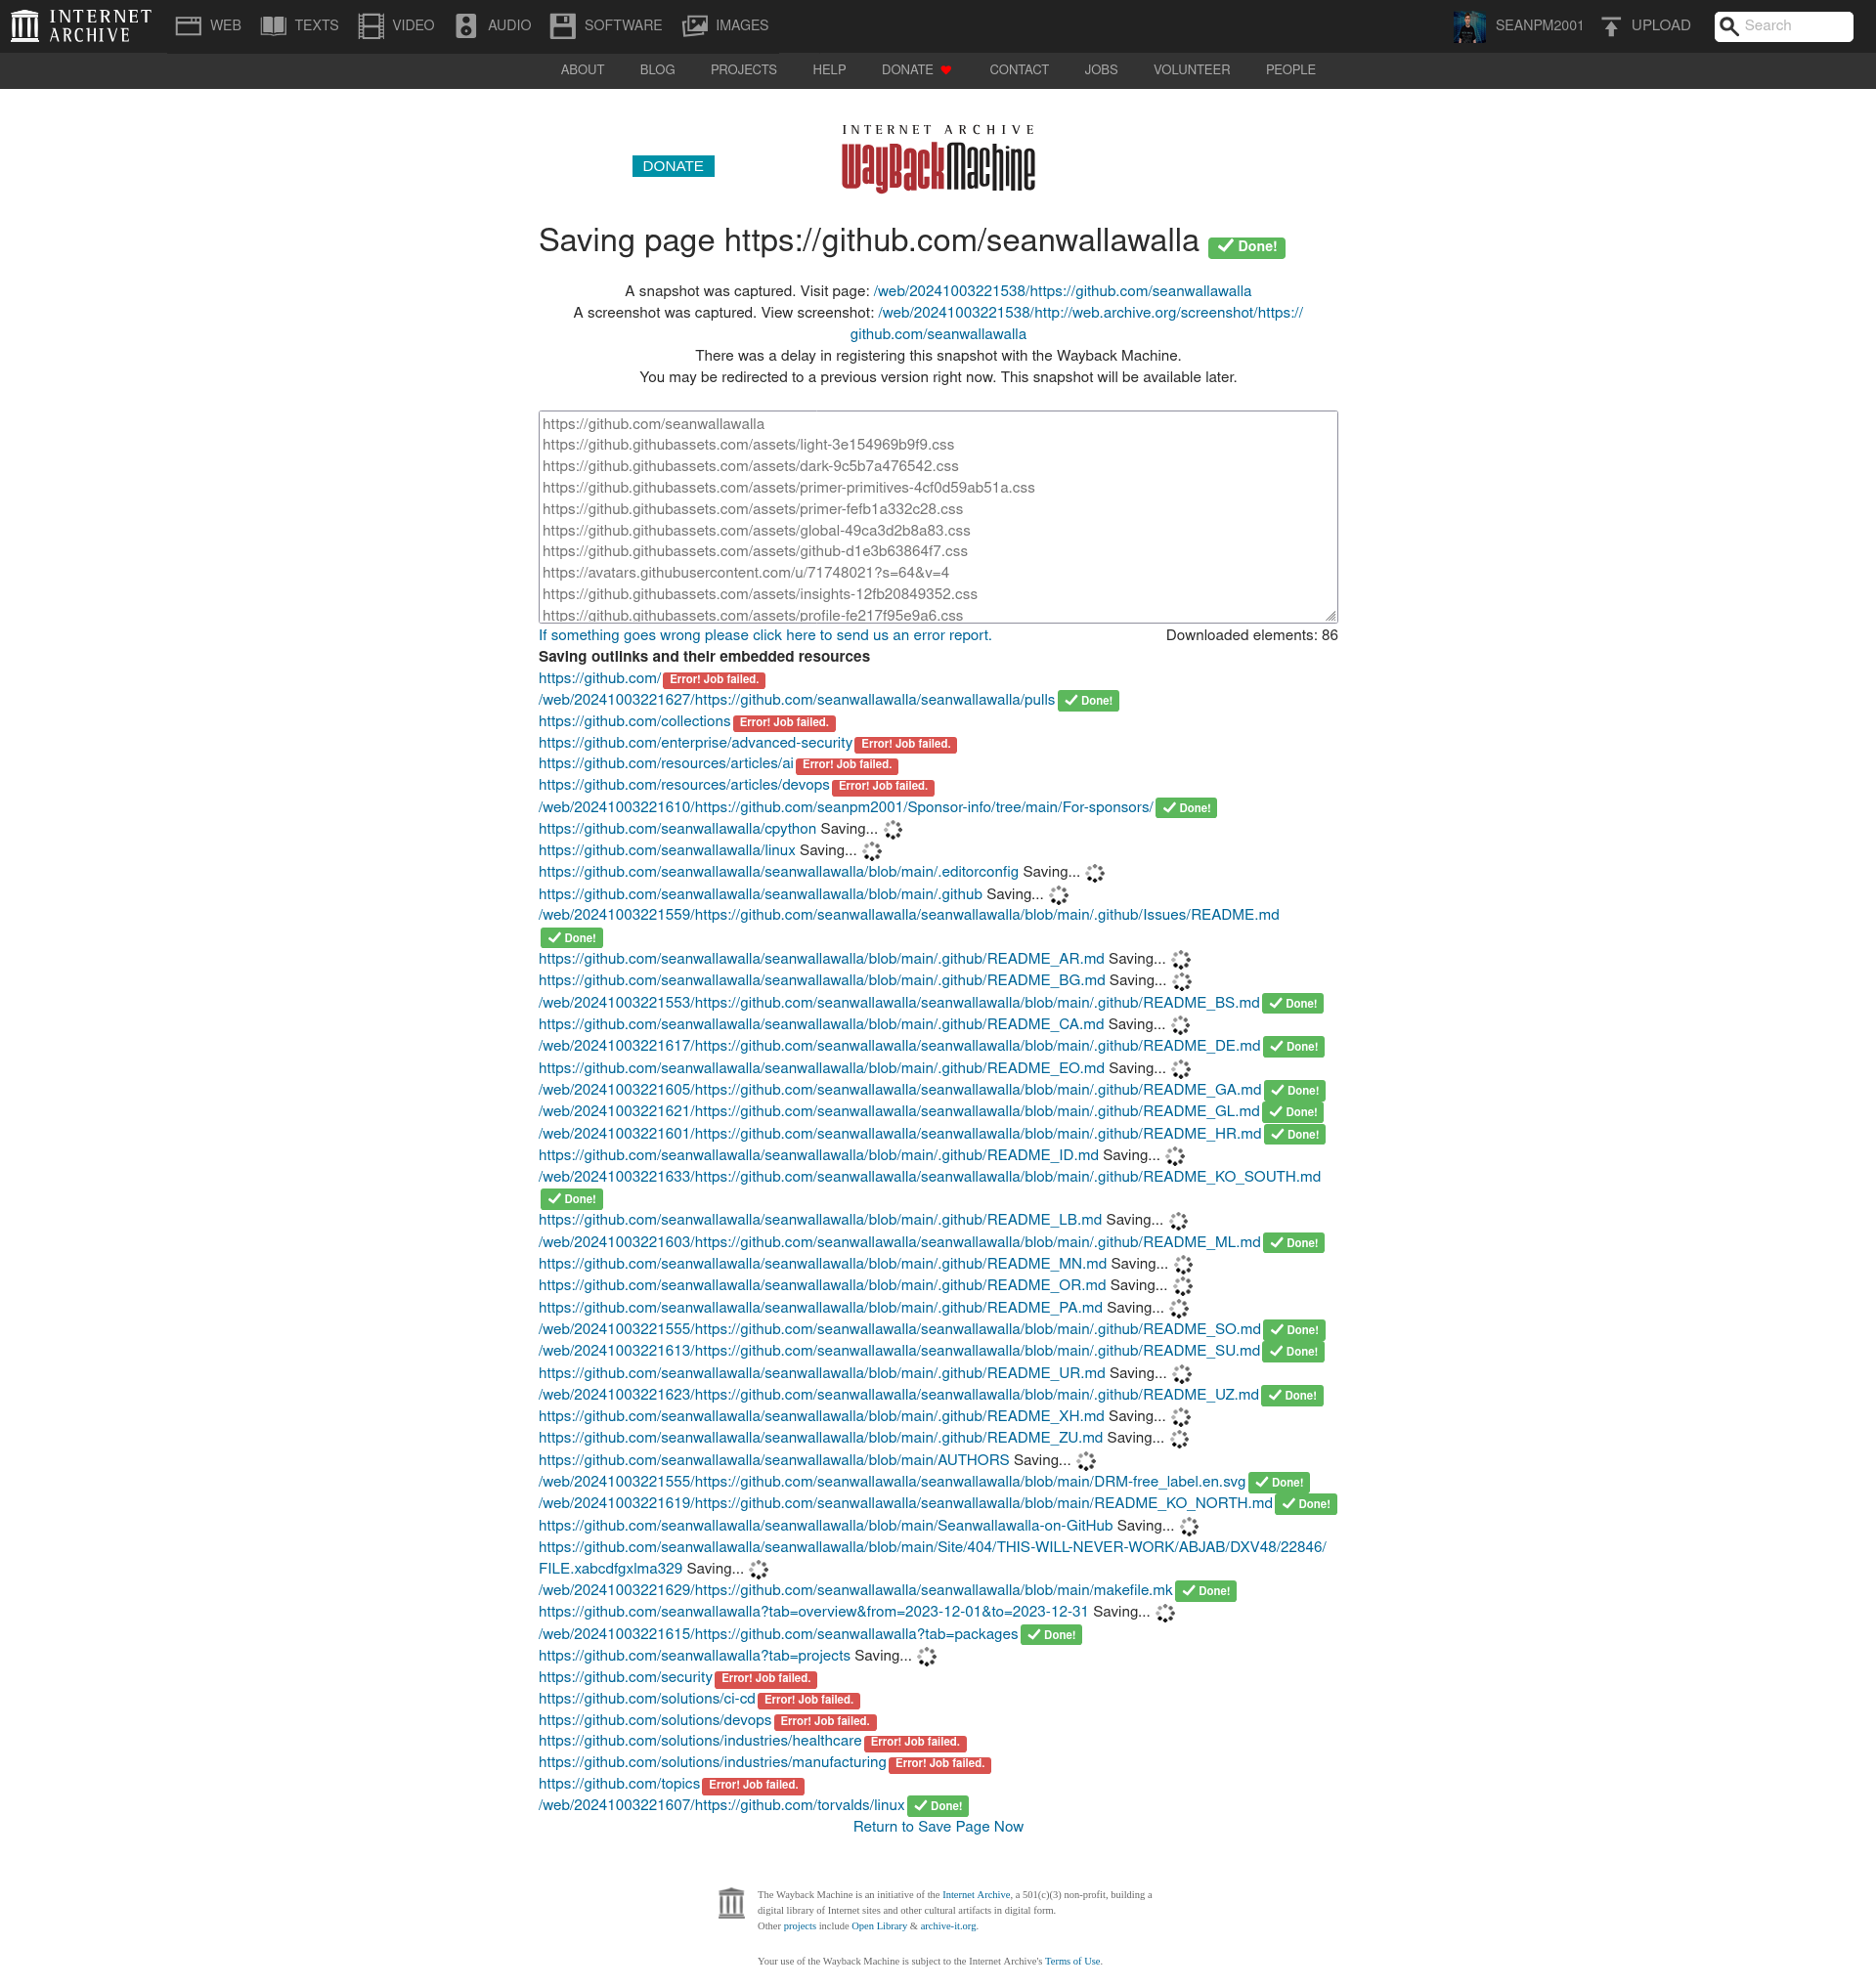 INTERNET
ARCHIVE
WEB
TEXTS
VIDEO
AUDIO
SOFTWARE
IMAGES
SEANPM2001
UPLOAD
Search
ABOUT
BLOG
PROJECTS
HELP
DONATE
CONTACT
JOBS
VOLUNTEER
PEOPLE
DONATE
INTERNET ARCHIVE
WayBackMachine
Saving page https://github.com/seanwallawalla Done!
A snapshot was captured. Visit page: /web/20241003221538/https://github.com/seanwallawalla
A screenshot was captured. View screenshot: /web/20241003221538/http://web.archive.org/screenshot/https://
github.com/seanwallawalla
There was a delay in registering this snapshot with the Wayback Machine.
You may be redirected to a previous version right now. This snapshot will be available later.
https://github.com/seanwallawalla
https://github.githubassets.com/assets/light-3e154969b9f9.css
https://github.githubassets.com/assets/dark-9c5b7a476542.css
https://github.githubassets.com/assets/primer-primitives-4cf0d59ab51a.css
https://github.githubassets.com/assets/primer-fefb1a332c28.css
https://github.githubassets.com/assets/global-49ca3d2b8a83.css
https://github.githubassets.com/assets/github-d1e3b63864f7.css
https://avatars.githubusercontent.com/u/71748021?s=64&v=4
https://github.githubassets.com/assets/insights-12fb20849352.css
https://github.githubassets.com/assets/profile-fe217f95e9a6.css
If something goes wrong please click here to send us an error report. Downloaded elements: 86
Saving outlinks and their embedded resources
https://github.com/ Error! Job failed.
/web/20241003221627/https://github.com/seanwallawalla/seanwallawalla/pulls Done!
https://github.com/collections Error! Job failed.
https://github.com/enterprise/advanced-security Error! Job failed.
https://github.com/resources/articles/ai Error! Job failed.
https://github.com/resources/articles/devops Error! Job failed.
/web/20241003221610/https://github.com/seanpm2001/Sponsor-info/tree/main/For-sponsors/ Done!
https://github.com/seanwallawalla/cpython Saving...
https://github.com/seanwallawalla/linux Saving...
https://github.com/seanwallawalla/seanwallawalla/blob/main/.editorconfig Saving...
https://github.com/seanwallawalla/seanwallawalla/blob/main/.github Saving...
/web/20241003221559/https://github.com/seanwallawalla/seanwallawalla/blob/main/.github/Issues/README.md
Done!
https://github.com/seanwallawalla/seanwallawalla/blob/main/.github/README_AR.md Saving...
https://github.com/seanwallawalla/seanwallawalla/blob/main/.github/README_BG.md Saving...
/web/20241003221553/https://github.com/seanwallawalla/seanwallawalla/blob/main/.github/README_BS.md Done!
https://github.com/seanwallawalla/seanwallawalla/blob/main/.github/README_CA.md Saving...
/web/20241003221617/https://github.com/seanwallawalla/seanwallawalla/blob/main/.github/README_DE.md Done!
https://github.com/seanwallawalla/seanwallawalla/blob/main/.github/README_EO.md Saving...
/web/20241003221605/https://github.com/seanwallawalla/seanwallawalla/blob/main/.github/README_GA.md Done!
/web/20241003221621/https://github.com/seanwallawalla/seanwallawalla/blob/main/.github/README_GL.md Done!
/web/20241003221601/https://github.com/seanwallawalla/seanwallawalla/blob/main/.github/README_HR.md Done!
https://github.com/seanwallawalla/seanwallawalla/blob/main/.github/README_ID.md Saving...
/web/20241003221633/https://github.com/seanwallawalla/seanwallawalla/blob/main/.github/README_KO_SOUTH.md
Done!
https://github.com/seanwallawalla/seanwallawalla/blob/main/.github/README_LB.md Saving...
/web/20241003221603/https://github.com/seanwallawalla/seanwallawalla/blob/main/.github/README_ML.md Done!
https://github.com/seanwallawalla/seanwallawalla/blob/main/.github/README_MN.md Saving...
https://github.com/seanwallawalla/seanwallawalla/blob/main/.github/README_OR.md Saving...
https://github.com/seanwallawalla/seanwallawalla/blob/main/.github/README_PA.md Saving...
/web/20241003221555/https://github.com/seanwallawalla/seanwallawalla/blob/main/.github/README_SO.md Done!
/web/20241003221613/https://github.com/seanwallawalla/seanwallawalla/blob/main/.github/README_SU.md Done!
https://github.com/seanwallawalla/seanwallawalla/blob/main/.github/README_UR.md Saving...
/web/20241003221623/https://github.com/seanwallawalla/seanwallawalla/blob/main/.github/README_UZ.md Done!
https://github.com/seanwallawalla/seanwallawalla/blob/main/.github/README_XH.md Saving...
https://github.com/seanwallawalla/seanwallawalla/blob/main/.github/README_ZU.md Saving...
https://github.com/seanwallawalla/seanwallawalla/blob/main/AUTHORS Saving...
/web/20241003221555/https://github.com/seanwallawalla/seanwallawalla/blob/main/DRM-free_label.en.svg Done!
/web/20241003221619/https://github.com/seanwallawalla/seanwallawalla/blob/main/README_KO_NORTH.md Done!
https://github.com/seanwallawalla/seanwallawalla/blob/main/Seanwallawalla-on-GitHub Saving...
https://github.com/seanwallawalla/seanwallawalla/blob/main/Site/404/THIS-WILL-NEVER-WORK/ABJAB/DXV48/22846/
FILE.xabcdfgxlma329 Saving...
/web/20241003221629/https://github.com/seanwallawalla/seanwallawalla/blob/main/makefile.mk Done!
https://github.com/seanwallawalla?tab=overview&from=2023-12-01&to=2023-12-31 Saving...
/web/20241003221615/https://github.com/seanwallawalla?tab=packages Done!
https://github.com/seanwallawalla?tab=projects Saving...
https://github.com/security Error! Job failed.
https://github.com/solutions/ci-cd Error! Job failed.
https://github.com/solutions/devops Error! Job failed.
https://github.com/solutions/industries/healthcare Error! Job failed.
https://github.com/solutions/industries/manufacturing Error! Job failed.
https://github.com/topics Error! Job failed.
/web/20241003221607/https://github.com/torvalds/linux Done!
Return to Save Page Now
The Wayback Machine is an initiative of the Internet Archive, a 501(c)(3) non-profit, building a
digital library of Internet sites and other cultural artifacts in digital form.
Other projects include Open Library & archive-it.org.
Your use of the Wayback Machine is subject to the Internet Archive's Terms of Use.